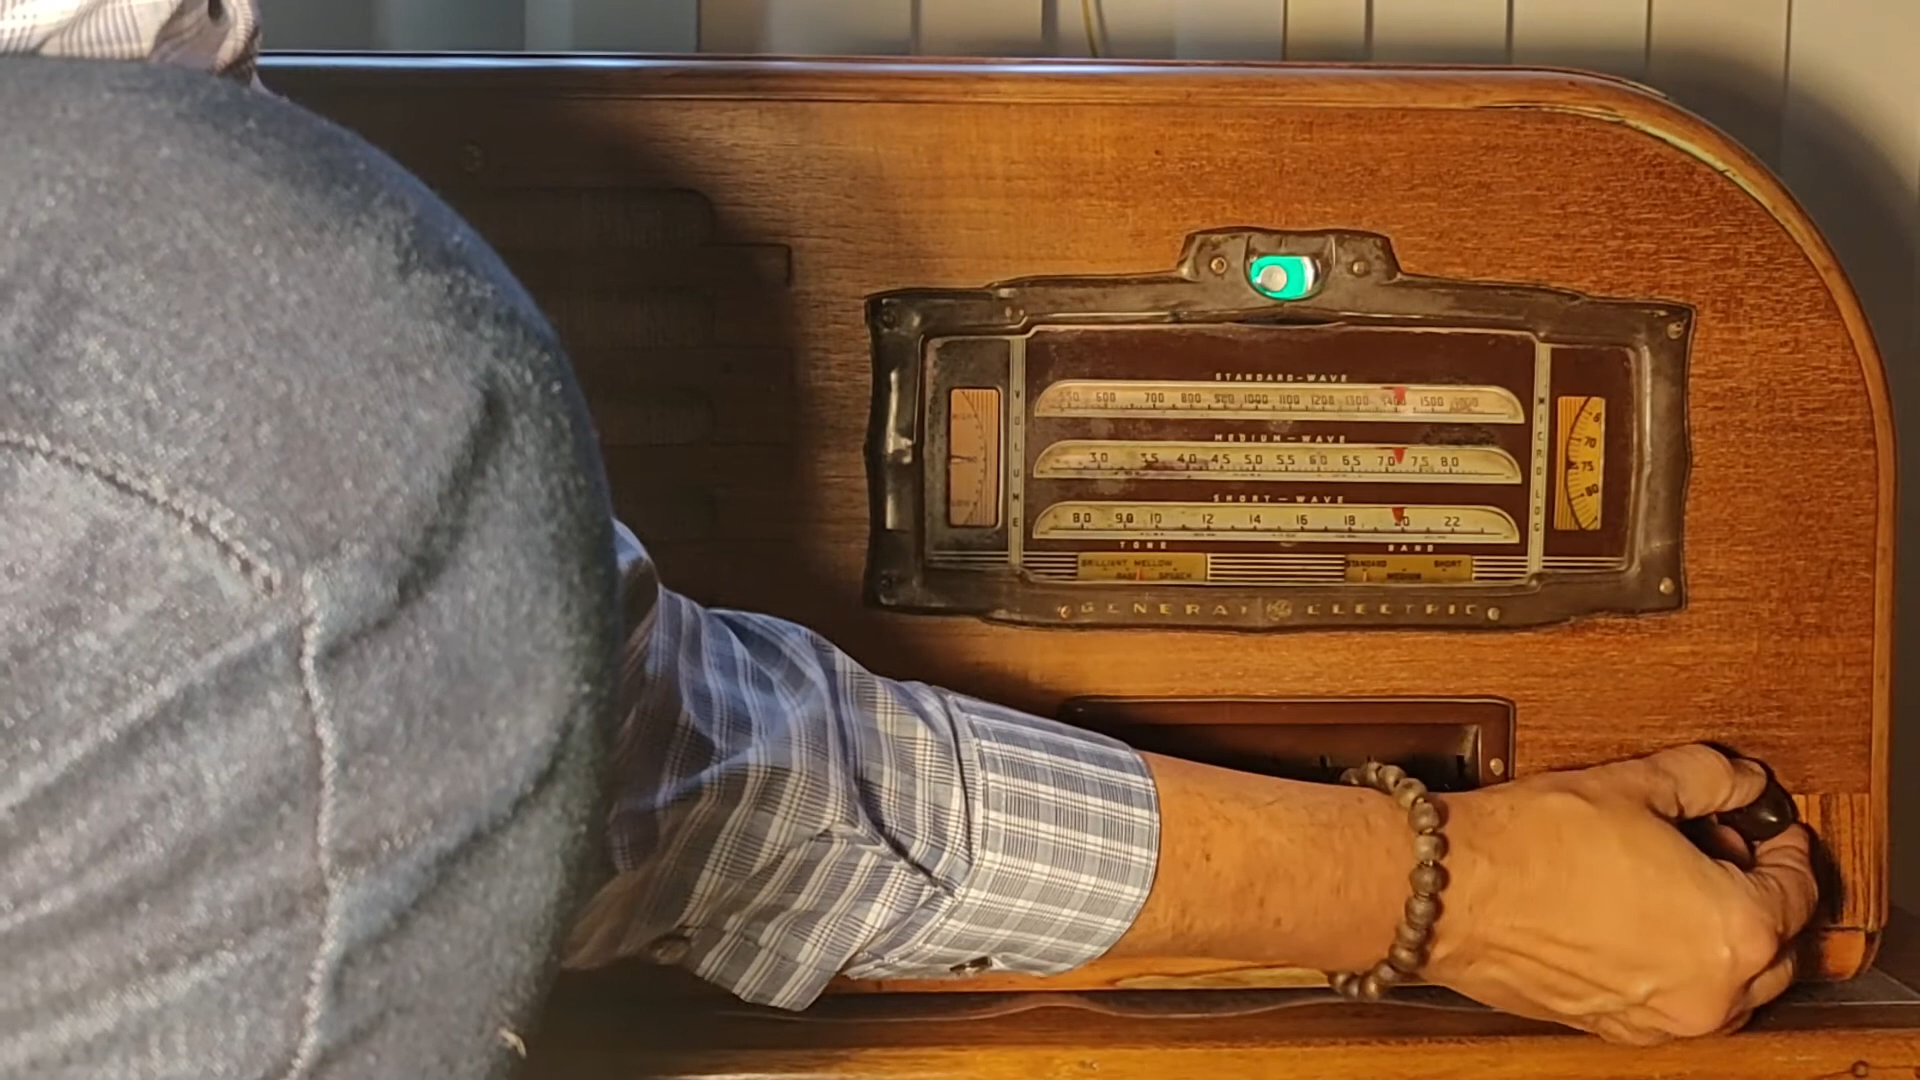 STANDARD-WAVE
550 600 700 800 900 1000 1100 1200 1300 1400 1500
MEDIUM-WAVE
3.0 3.5 4.0 4.5 5.0 5.5 6.0 6.5 7.0 7.5 8.0
SHORT-WAVE
8.0 9.0 10 12 14 16 18 20 22
VOLUME
MICROLOG
70
75
80
TONE BAND
BRILLIANT MELLOW STANDARD SHORT
BASS SPEECH MEDIUM
GENERAL GE ELECTRIC